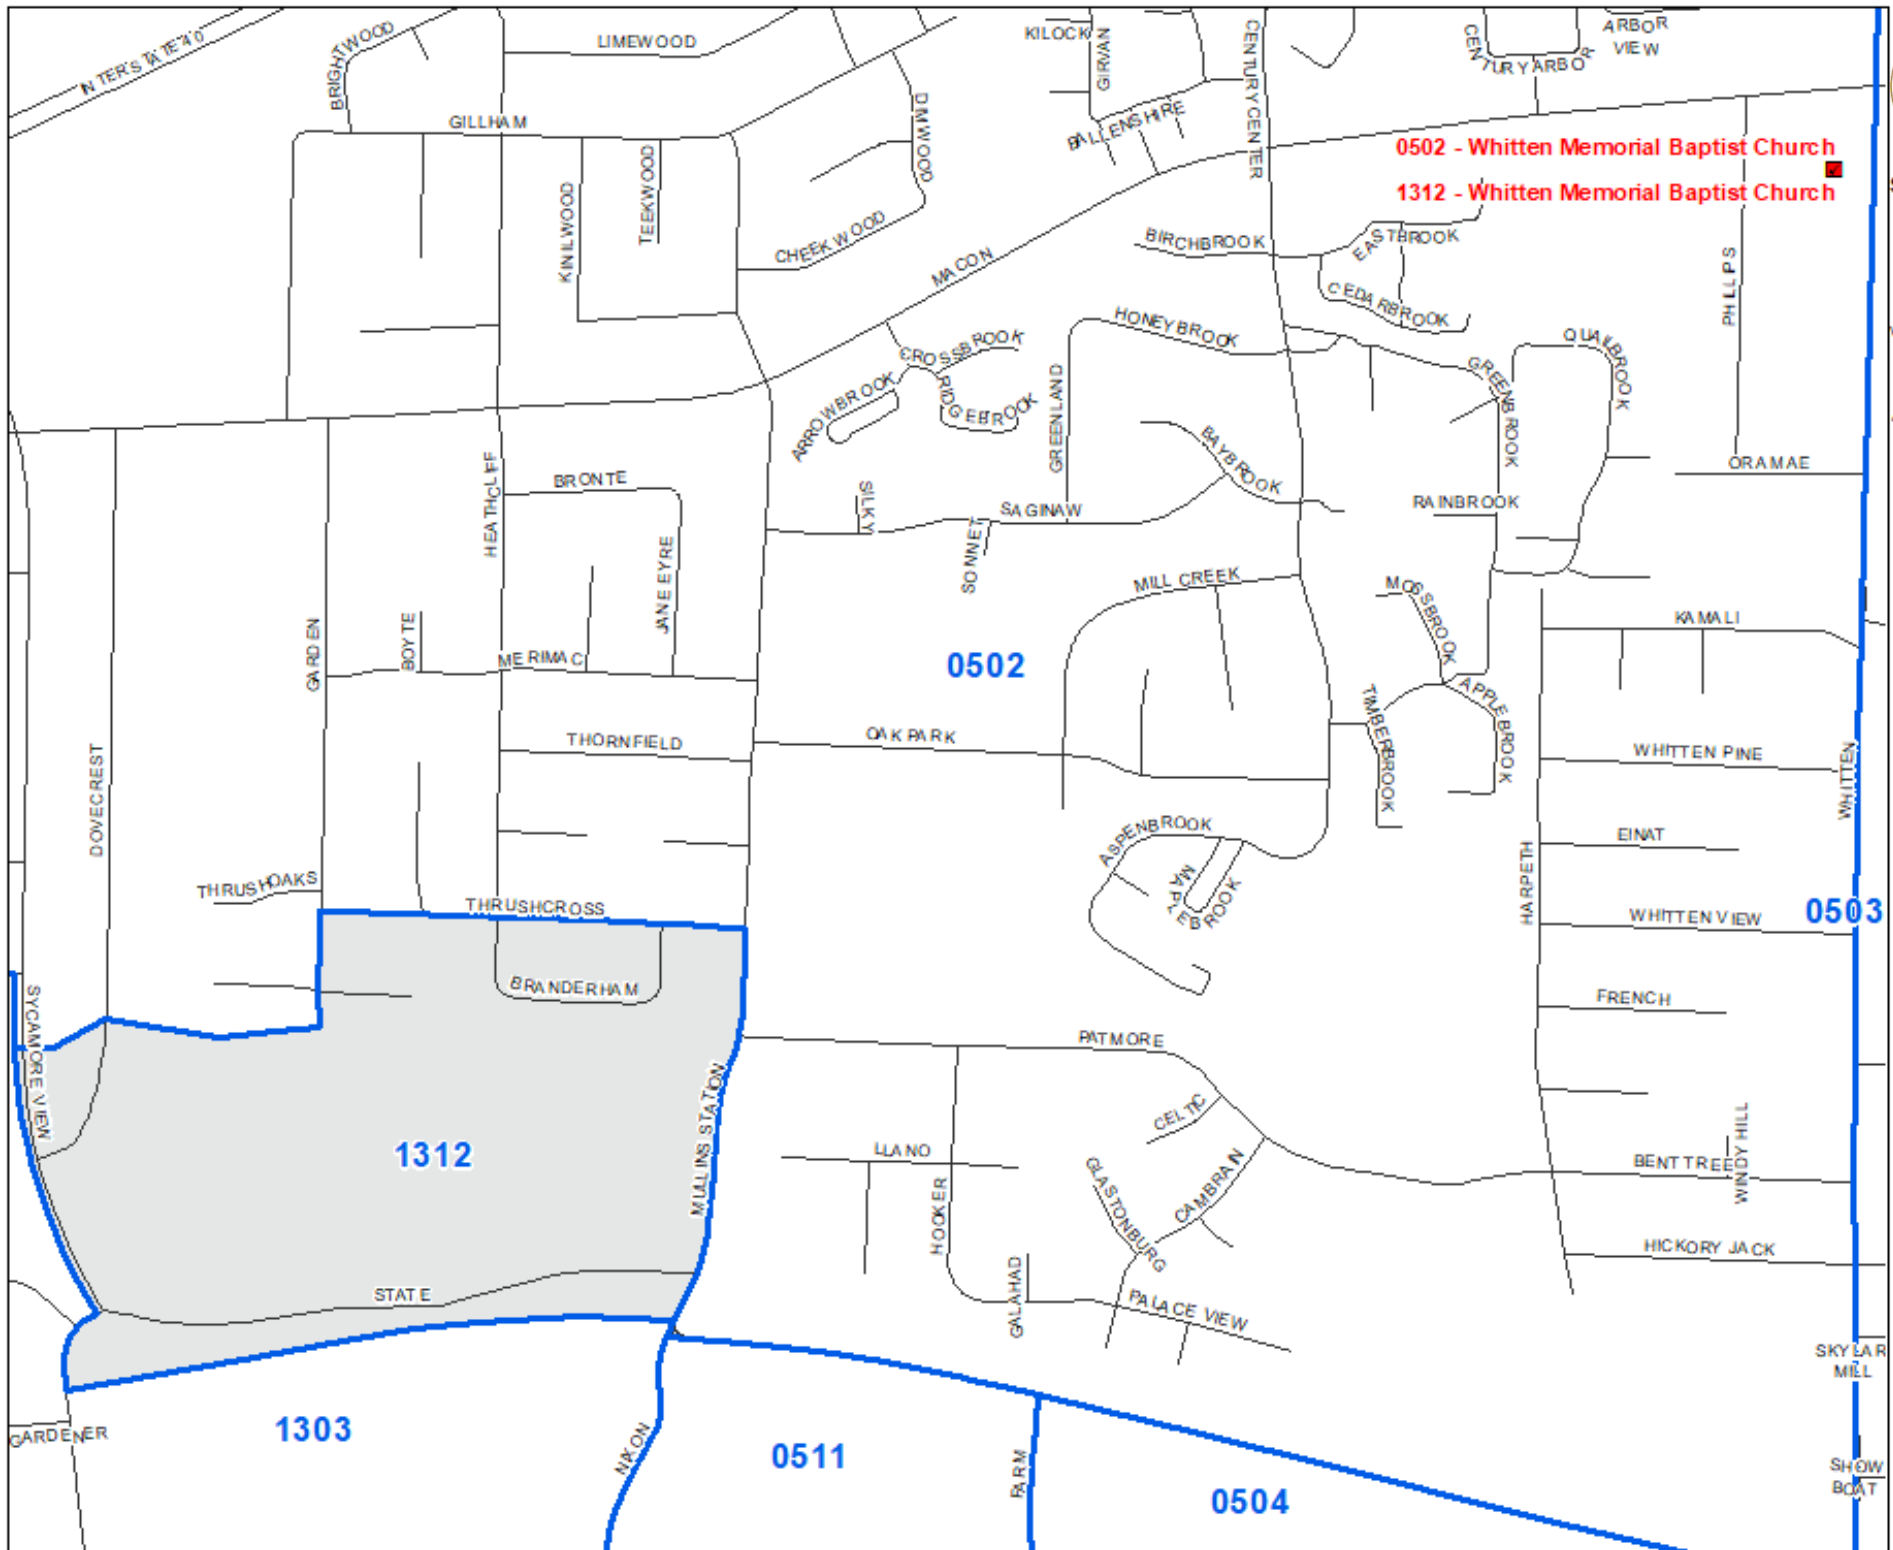 INTERSTATE 40
BRIGHTWOOD
LIMEWOOD
KILOCK
GIRVAN
CENTURY CENTER
CENTURY ARBOR
ARBOR
VIEW
GILLHAM
DIMWOOD
BALLENSHIRE
0502 - Whitten Memorial Baptist Church
1312 - Whitten Memorial Baptist Church
KINILWOOD
TEEKWOOD
CHEEKWOOD
MACON
BIRCHBROOK
EASTBROOK
CEDARBROOK
PHILLIPS
HONEYBROOK
CROSSBROOK
ARROWBROOK
RIDGEBROOK
GREENLAND
GREENBROOK
QUAILBROOK
BAYBROOK
ORAMAE
HEATHCLIFF
BRONTE
SILKY
SAGINAW
SONNET
RAINBROOK
JANE EYRE
MILL CREEK
MOSSBROOK
KAMALI
GARDEN
BOYTE
MERIMAC
0502
TIMBERBROOK
APPLEBROOK
THORNFIELD
OAK PARK
WHITTEN PINE
WHITTEN
DOVECREST
ASPENBROOK
MAPLEBROOK
EINAT
HARPETH
THRUSHOAKS
THRUSHCROSS
WHITTEN VIEW
0503
BRANDERHAM
FRENCH
SYCAMORE VIEW
PATMORE
MULLINS STATION
CELTIC
1312
LLANO
HOOKER
GLASTONBURG
CAMBRAIN
BENT TREE
WINDY HILL
HICKORY JACK
STATE
GALAHAD
PALACE VIEW
SKYLAR
MILL
1303
GARDENER
NIXON
0511
FARM
0504
SHOW
BOAT